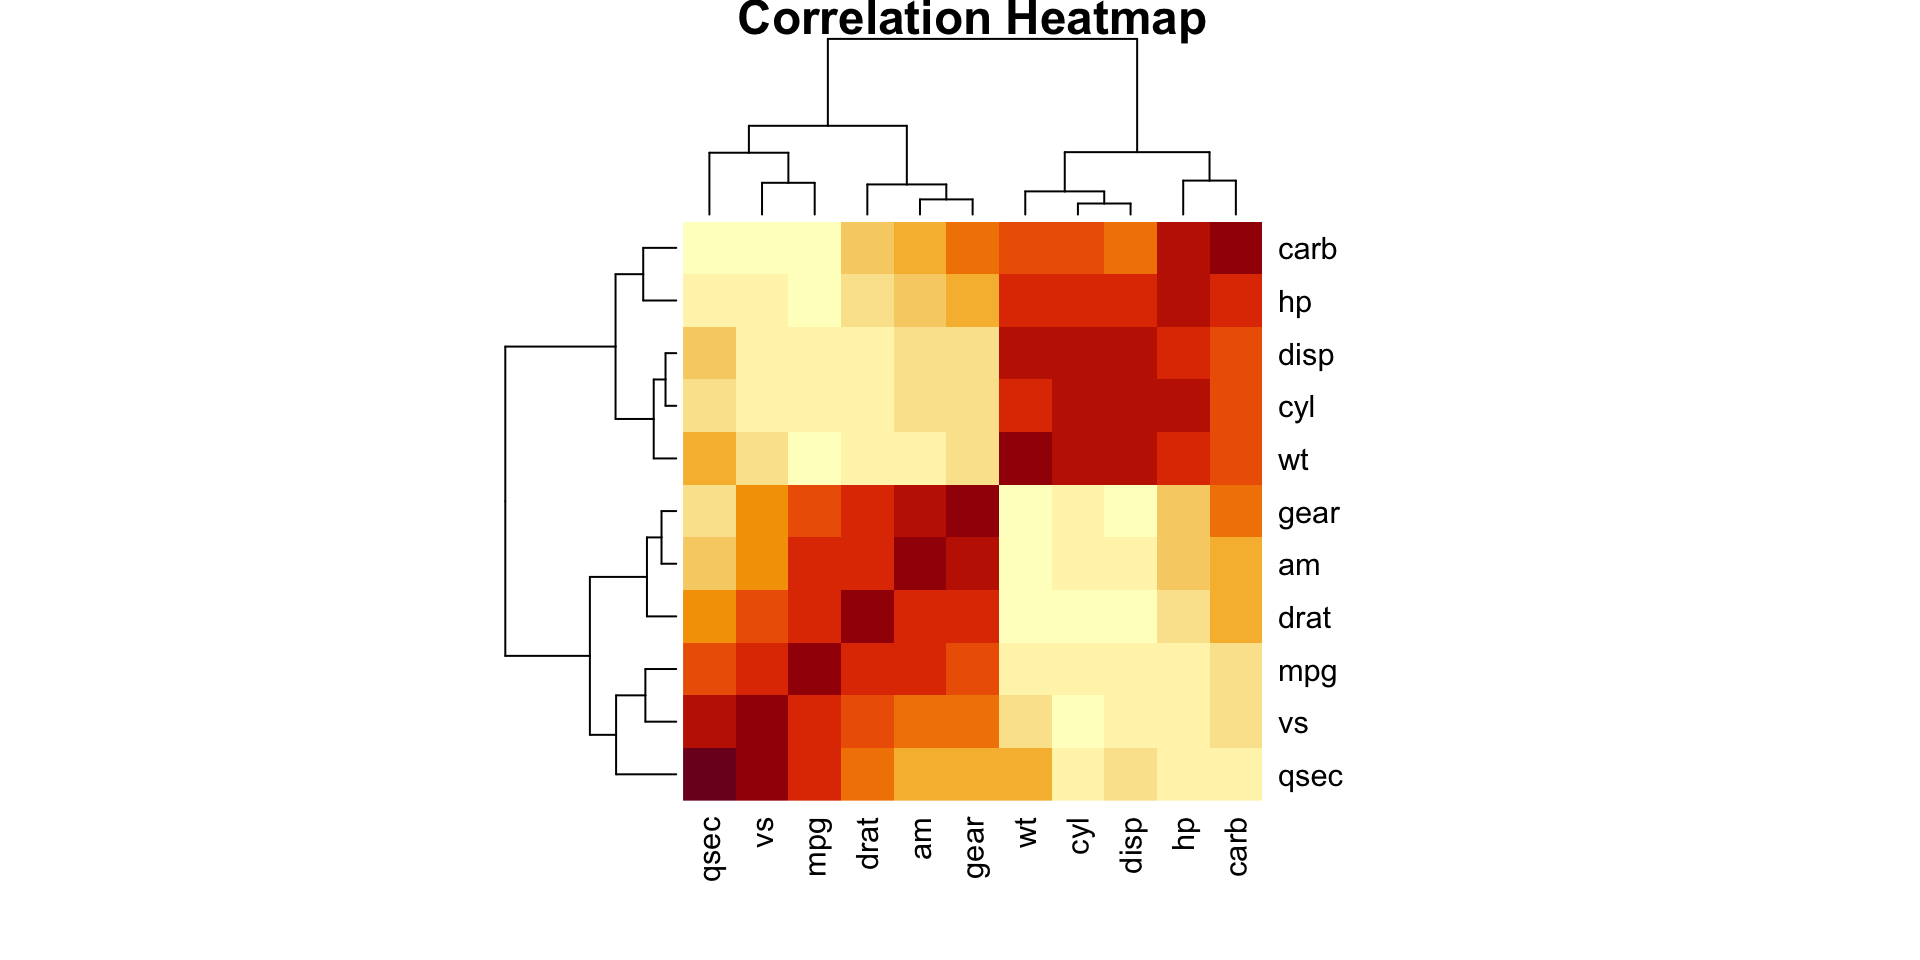 Correlation Heatmap
carb
hp
disp
cyl
wt
gear
am
drat
mpg
vs
qsec
qsec
vs
mpg
drat
am
gear
wt
cyl
disp
hp
carb